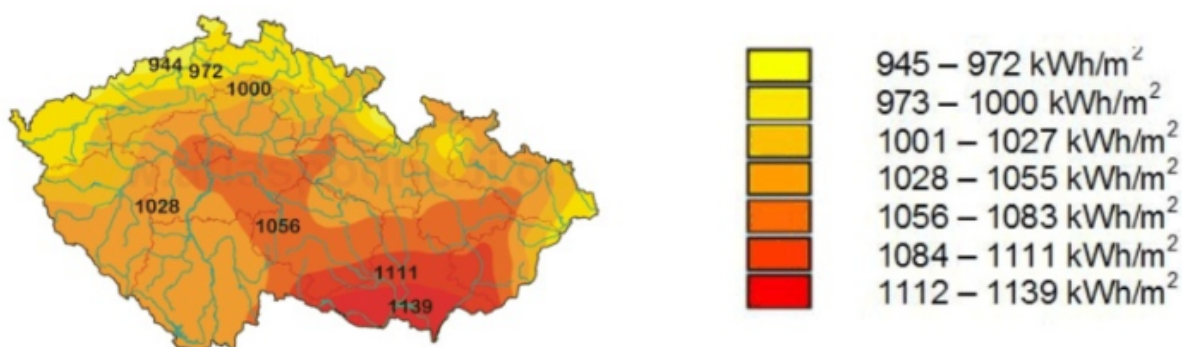 944
972
1000
1028
1056
1111
1139
945 – 972 kWh/m²
973 – 1000 kWh/m²
1001 – 1027 kWh/m²
1028 – 1055 kWh/m²
1056 – 1083 kWh/m²
1084 – 1111 kWh/m²
1112 – 1139 kWh/m²